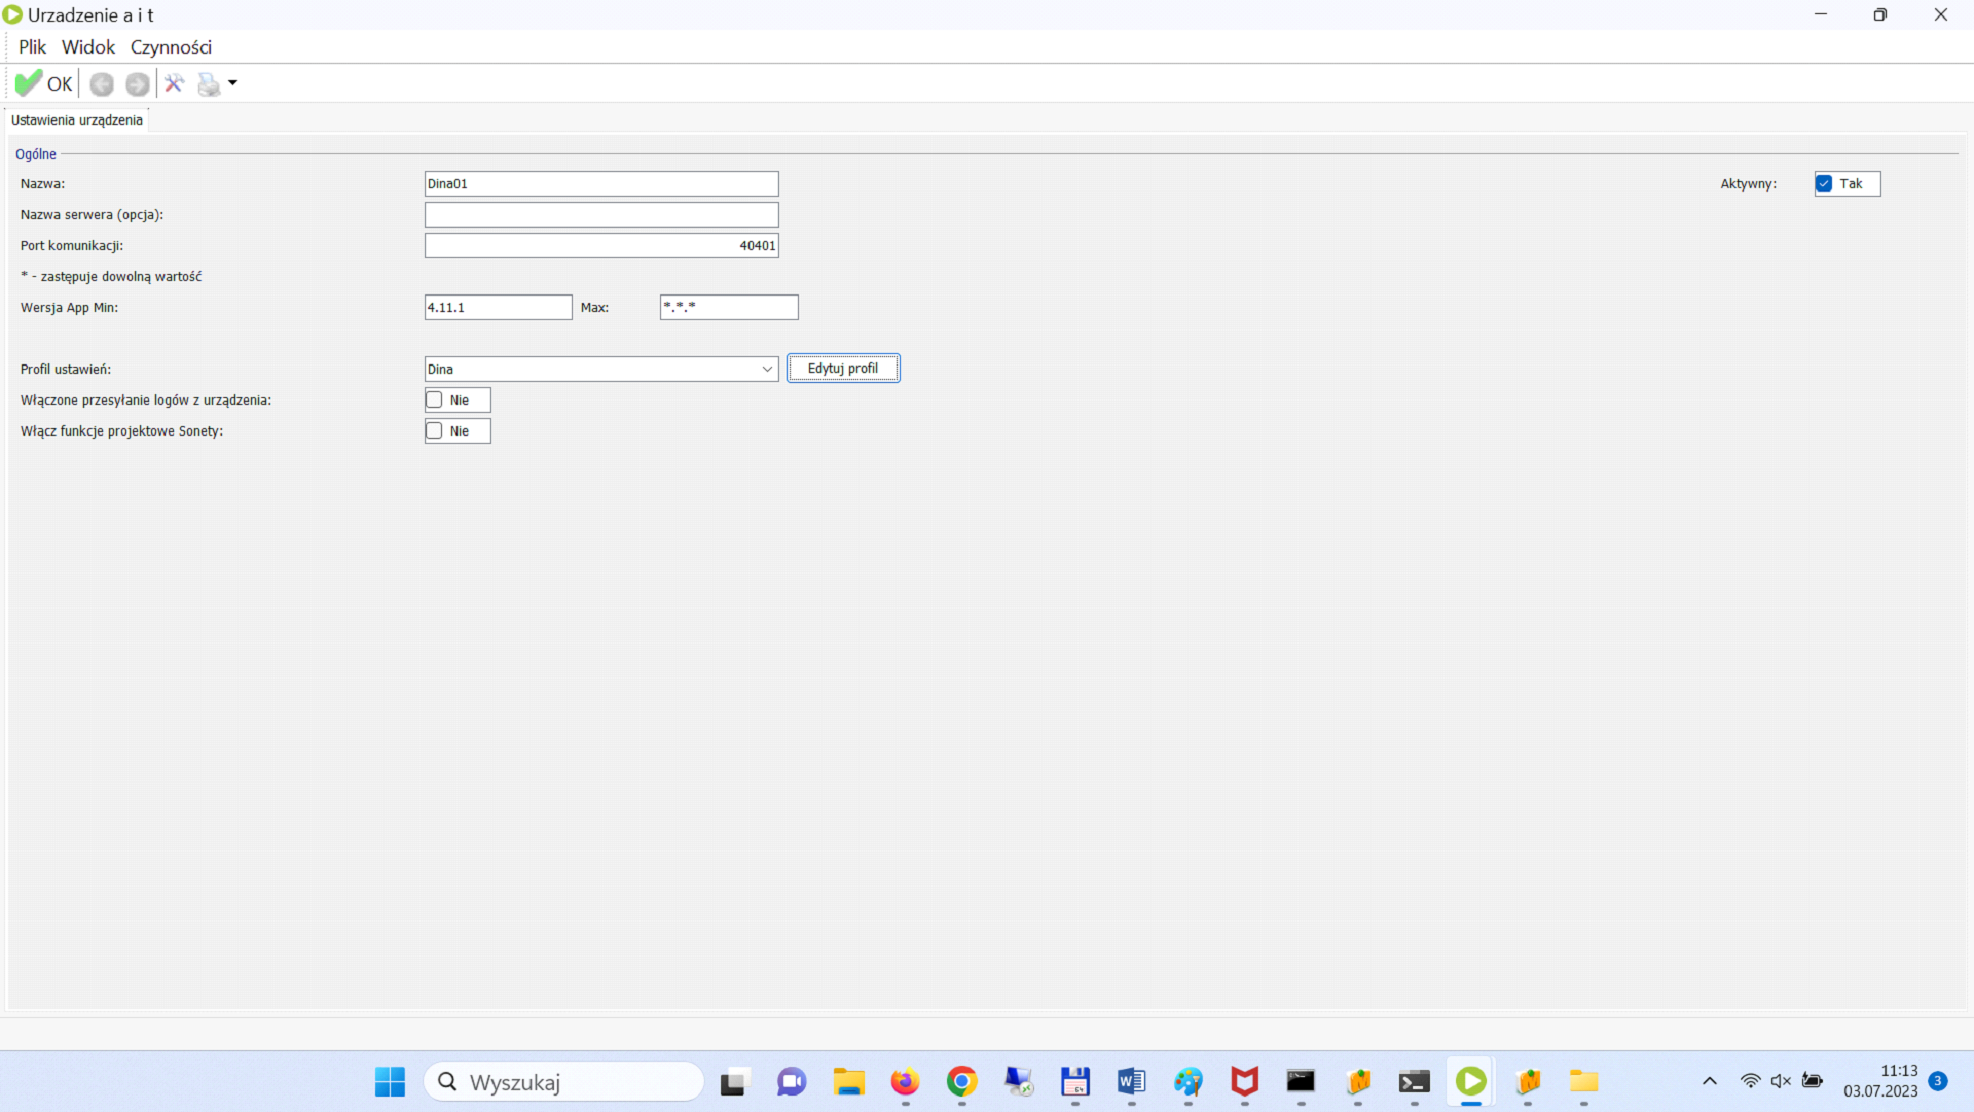 Urzadzenie a i t
Plik Widok Czynności
OK
Ustawienia urządzenia
Ogólne
Nazwa: Dina01 Aktywny: Tak
Nazwa serwera (opcja):
Port komunikacji: 40401
* - zastępuje dowolną wartość
Wersja App Min: 4.11.1 Max: *.*.*
Profil ustawień: Dina Edytuj profil
Włączone przesyłanie logów z urządzenia: Nie
Włącz funkcje projektowe Sonety: Nie
Wyszukaj
64
W
11:13
03.07.2023
3